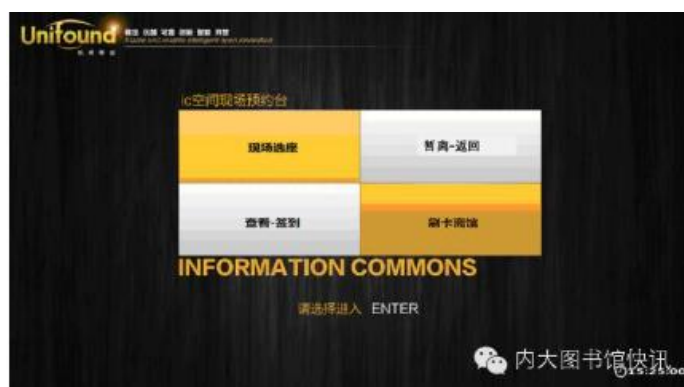 Unifound
ic空间现场预约台
现场选座
暂离-返回
查看-签到
刷卡离馆
INFORMATION COMMONS
请选择进入 ENTER
内大图书馆快讯